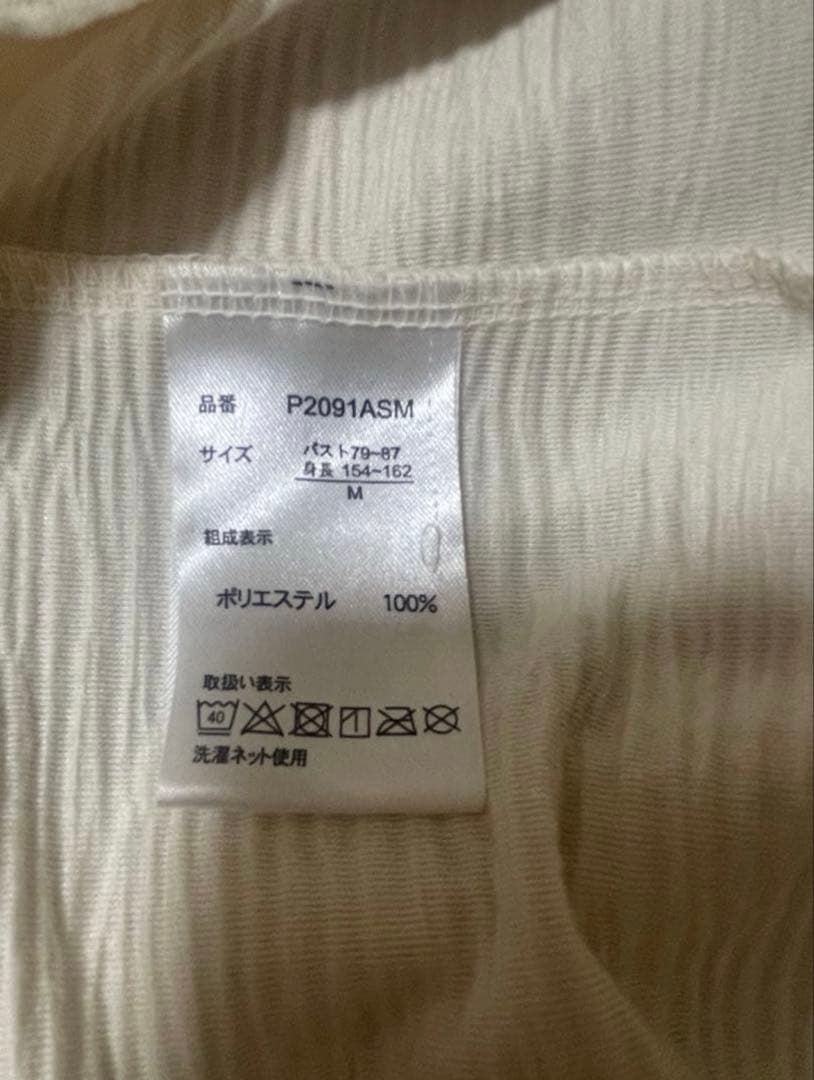 品番 P2091ASM
サイズ バスト79~87
身長 154~162
M
組成表示
ポリエステル 100%
取扱い表示
40
洗濯ネット使用